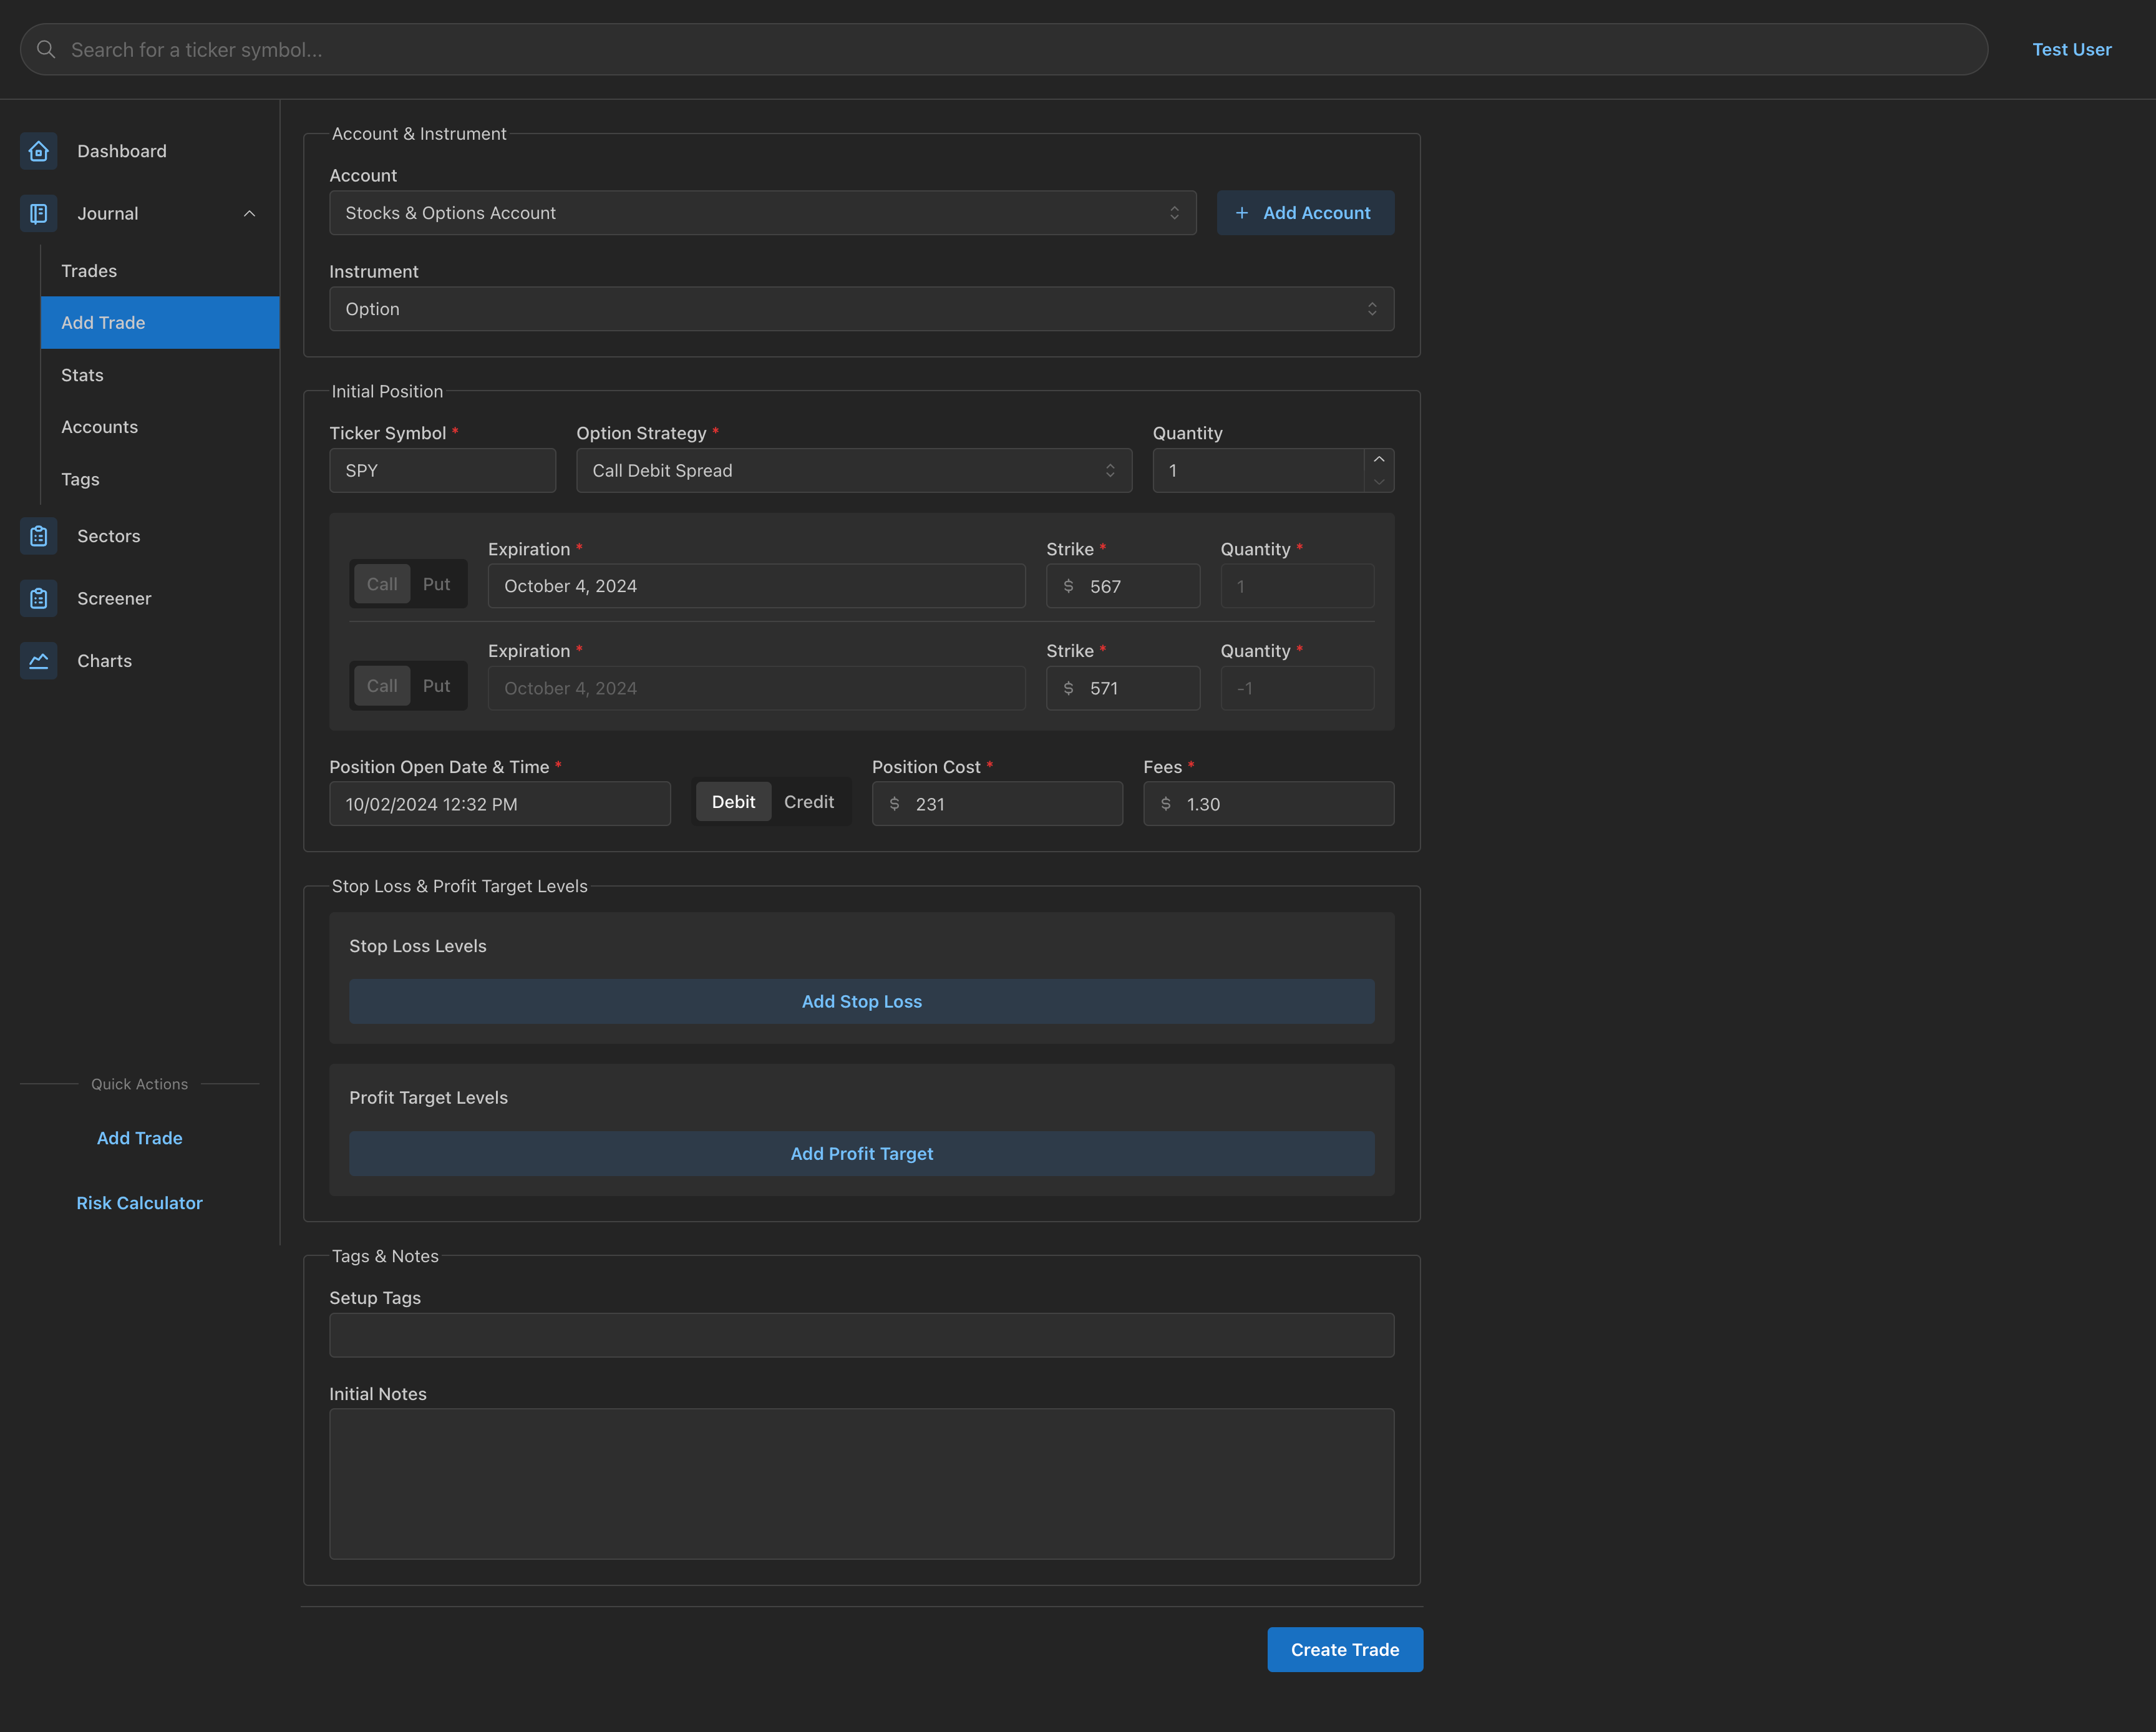 Search for a ticker symbol...
Test User
Dashboard
Journal
Trades
Add Trade
Stats
Accounts
Tags
Sectors
Screener
Charts
Quick Actions
Add Trade
Risk Calculator
Account & Instrument
Account
Stocks & Options Account
+ Add Account
Instrument
Option
Initial Position
Ticker Symbol * Option Strategy * Quantity
SPY Call Debit Spread 1
Expiration * Strike * Quantity *
Call Put October 4, 2024 $ 567 1
Expiration * Strike * Quantity *
Call Put October 4, 2024 $ 571 -1
Position Open Date & Time * Position Cost * Fees *
10/02/2024 12:32 PM Debit Credit $ 231 $ 1.30
Stop Loss & Profit Target Levels
Stop Loss Levels
Add Stop Loss
Profit Target Levels
Add Profit Target
Tags & Notes
Setup Tags
Initial Notes
Create Trade